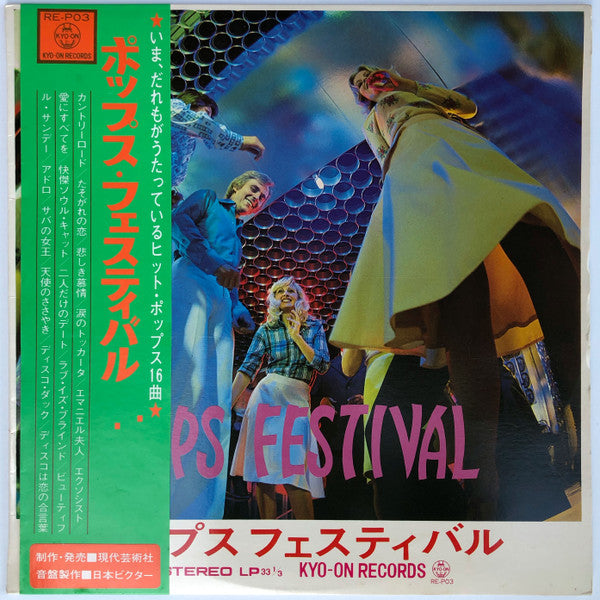 RE-P03
KYO-ON
KYO-ON RECORDS
★いま、だれもがうたっているヒット・ポップス16曲★
ポップス・フェスティバル‥
カントリーロード/たそがれの恋/悲しき慕情/涙のトッカータ/エマニエル夫人/エクソシスト
愛にすべてを/快傑ソウル・キャット/二人だけのデート/ラブ・イズ・ブラインド/ビューティフ
ル・サンデー/アドロ/サバの女王/天使のささやき/ディスコ・ダック/ディスコは恋の合言葉
制作・発売■現代芸術社
音盤製作■日本ビクター
PS FESTIVAL
プス フェスティバル
STEREO LP 33 1/3 KYO-ON RECORDS
KYO-ON
RE-P03